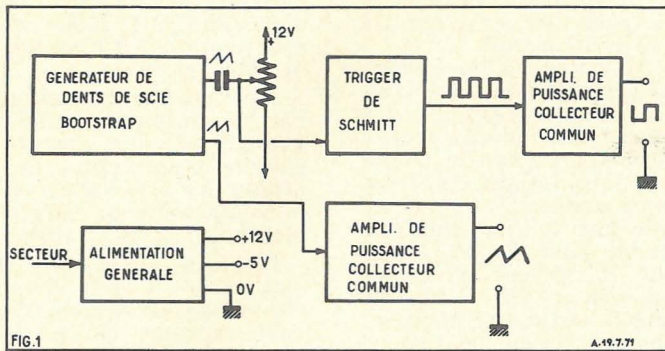 12V
+
GENERATEUR DE
DENTS DE SCIE
BOOTSTRAP
TRIGGER
DE
SCHMITT
AMPLI. DE
PUISSANCE
COLLECTEUR
COMMUN
SECTEUR
ALIMENTATION
GENERALE
+12V
-5V
0V
AMPLI. DE
PUISSANCE
COLLECTEUR
COMMUN
FIG.1
A-19.7.71